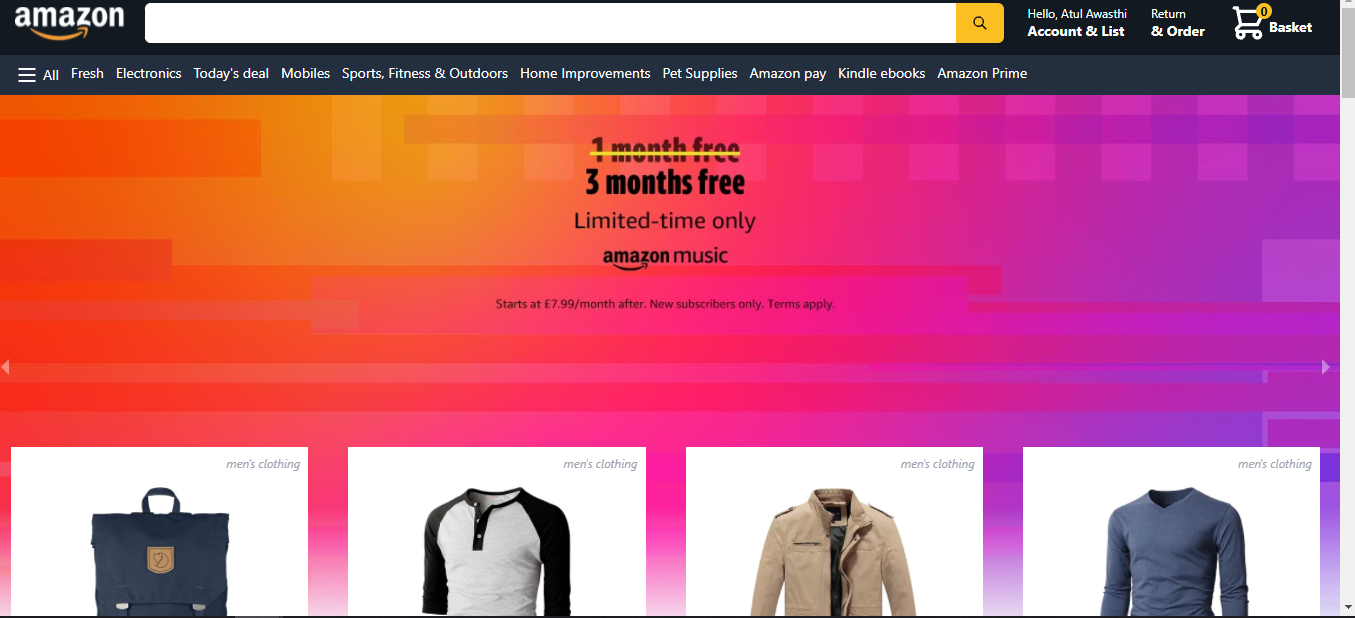 amazon
Hello, Atul Awasthi
Account & List
Return
& Order
0
Basket
All Fresh Electronics Today's deal Mobiles Sports, Fitness & Outdoors Home Improvements Pet Supplies Amazon pay Kindle ebooks Amazon Prime
1 month free
3 months free
Limited-time only
amazon music
Starts at £7.99/month after. New subscribers only. Terms apply.
men's clothing
men's clothing
men's clothing
men's clothing